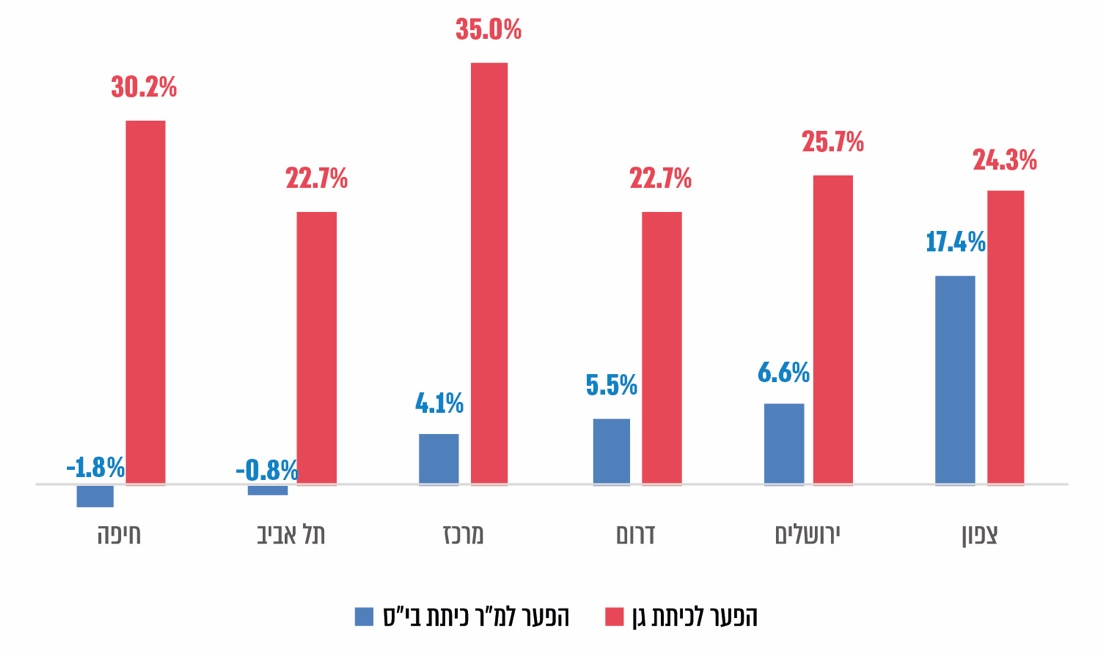 35.0%
30.2%
25.7%
24.3%
22.7%
22.7%
17.4%
6.6%
5.5%
4.1%
-0.8%
-1.8%
צפון
ירושלים
דרום
מרכז
תל אביב
חיפה
הפער לכיתת גן
הפער למ"ר כיתת בי"ס